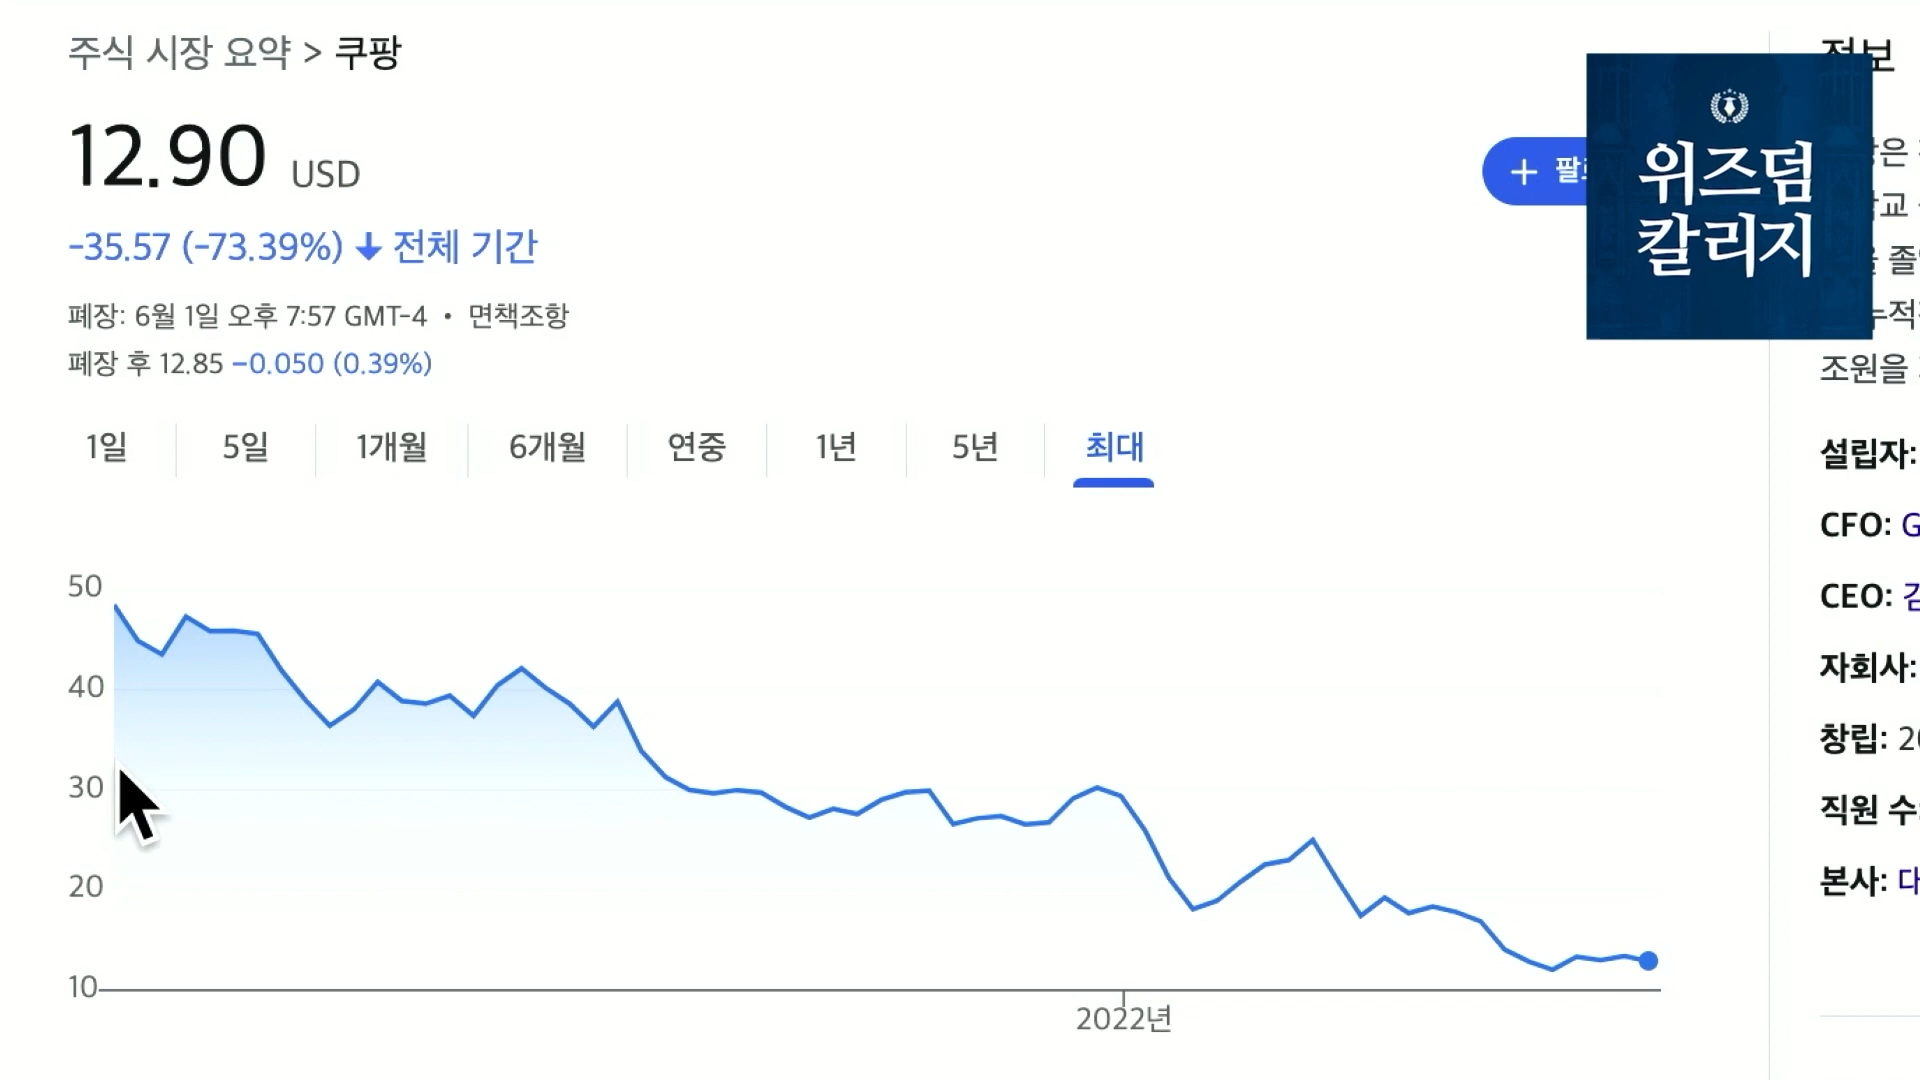 주식 시장 요약 > 쿠팡
12.90 USD
-35.57 (-73.39%) ↓ 전체 기간
폐장: 6월 1일 오후 7:57 GMT-4 • 면책조항
폐장 후 12.85 -0.050 (0.39%)
+
위즈덤
칼리지
1일
5일
1개월
6개월
연중
1년
5년
최대
50
40
30
20
10
2022년
조원을
설립자:
CFO:
CEO:
자회사:
창립:
직원 수:
본사: